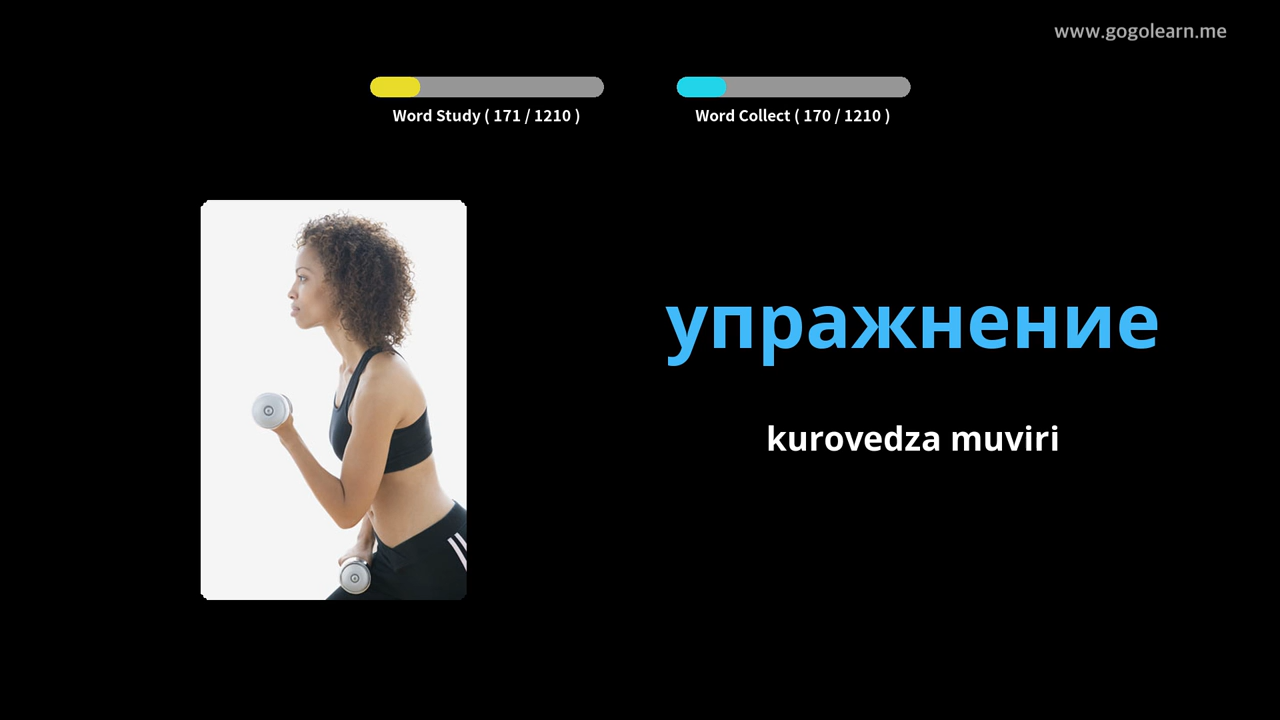 www.gogolearn.me
Word Study ( 171 / 1210 )
Word Collect ( 170 / 1210 )
упражнение
kurovedza muviri